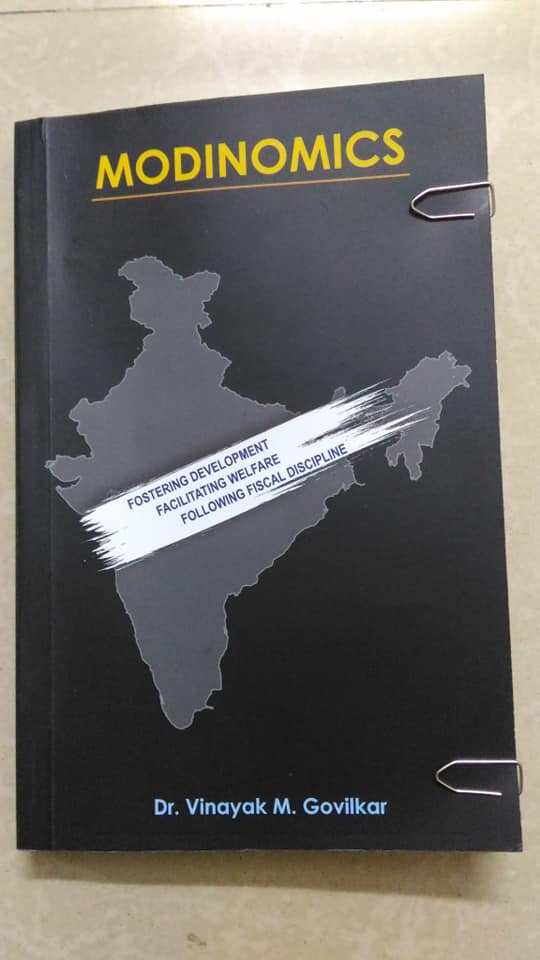 MODINOMICS
FOSTERING DEVELOPMENT
FACILITATING WELFARE
FOLLOWING FISCAL DISCIPLINE
Dr. Vinayak M. Govilkar